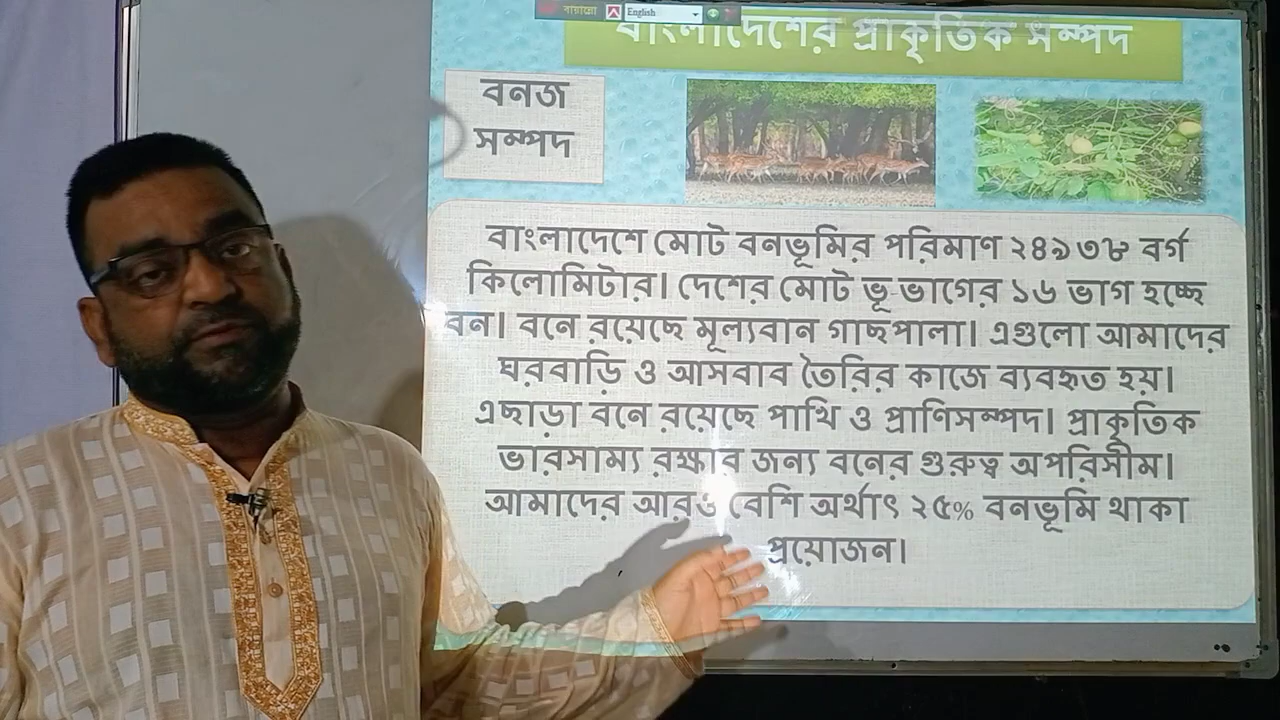 বায়ান্নো English
বাংলাদেশের প্রাকৃতিক সম্পদ
বনজ
সম্পদ
বাংলাদেশে মোট বনভূমির পরিমাণ ২৪৯৩৮ বর্গ
কিলোমিটার। দেশের মোট ভূ-ভাগের ১৬ ভাগ হচ্ছে
বন। বনে রয়েছে মূল্যবান গাছপালা। এগুলো আমাদের
ঘরবাড়ি ও আসবাব তৈরির কাজে ব্যবহৃত হয়।
এছাড়া বনে রয়েছে পাখি ও প্রাণিসম্পদ। প্রাকৃতিক
ভারসাম্য রক্ষার জন্য বনের গুরুত্ব অপরিসীম।
আমাদের আরও বেশি অর্থাৎ ২৫% বনভূমি থাকা
প্রয়োজন।